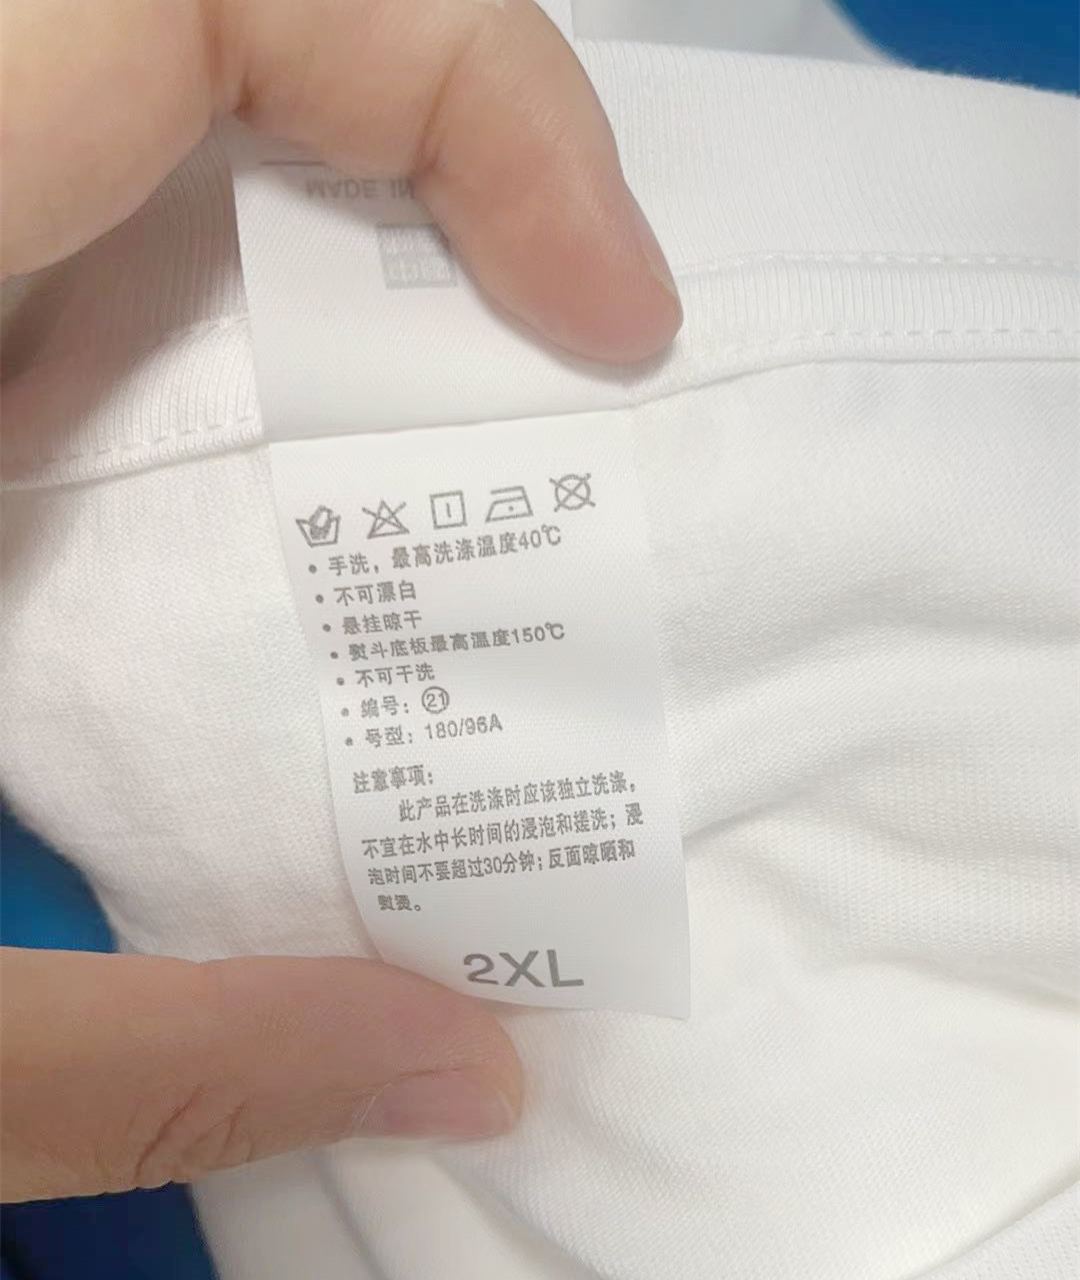 MADE IN
• 手洗，最高洗涤温度40℃
• 不可漂白
• 悬挂晾干
• 熨斗底板最高温度150℃
• 不可干洗
• 编号：㉑
• 号型：180/96A
注意事项：
此产品在洗涤时应该独立洗涤，
不宜在水中长时间的浸泡和搓洗；浸
泡时间不要超过30分钟；反面晾晒和
熨烫。
2XL